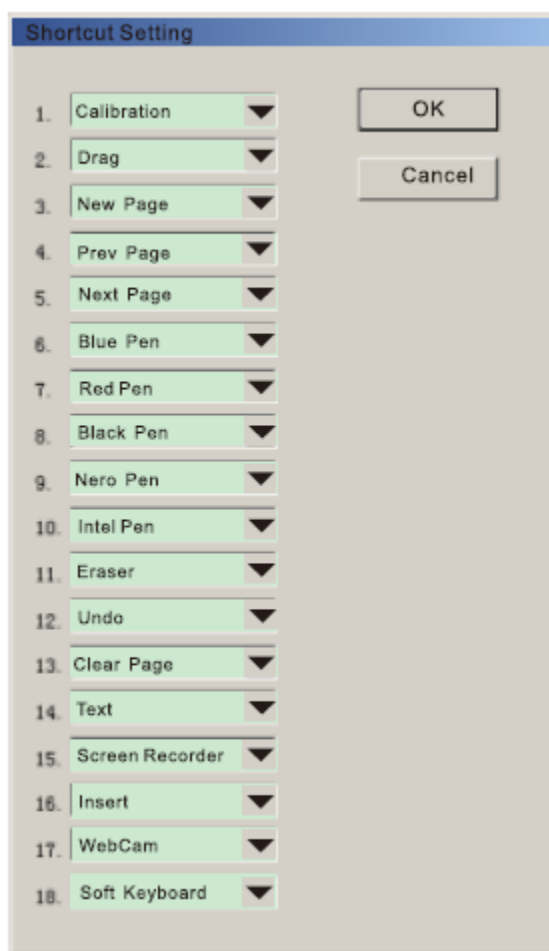 Shortcut Setting
1. Calibration
OK
2. Drag
Cancel
3. New Page
4. Prev Page
5. Next Page
6. Blue Pen
7. Red Pen
8. Black Pen
9. Nero Pen
10. Intel Pen
11. Eraser
12. Undo
13. Clear Page
14. Text
15. Screen Recorder
16. Insert
17. WebCam
18. Soft Keyboard